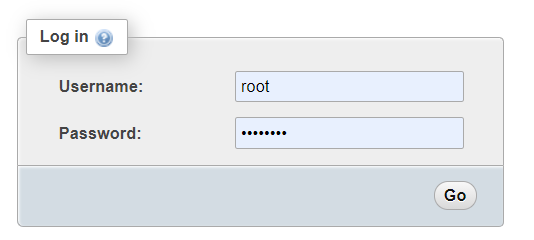 Log in
Username: root
Password: ••••••••
Go